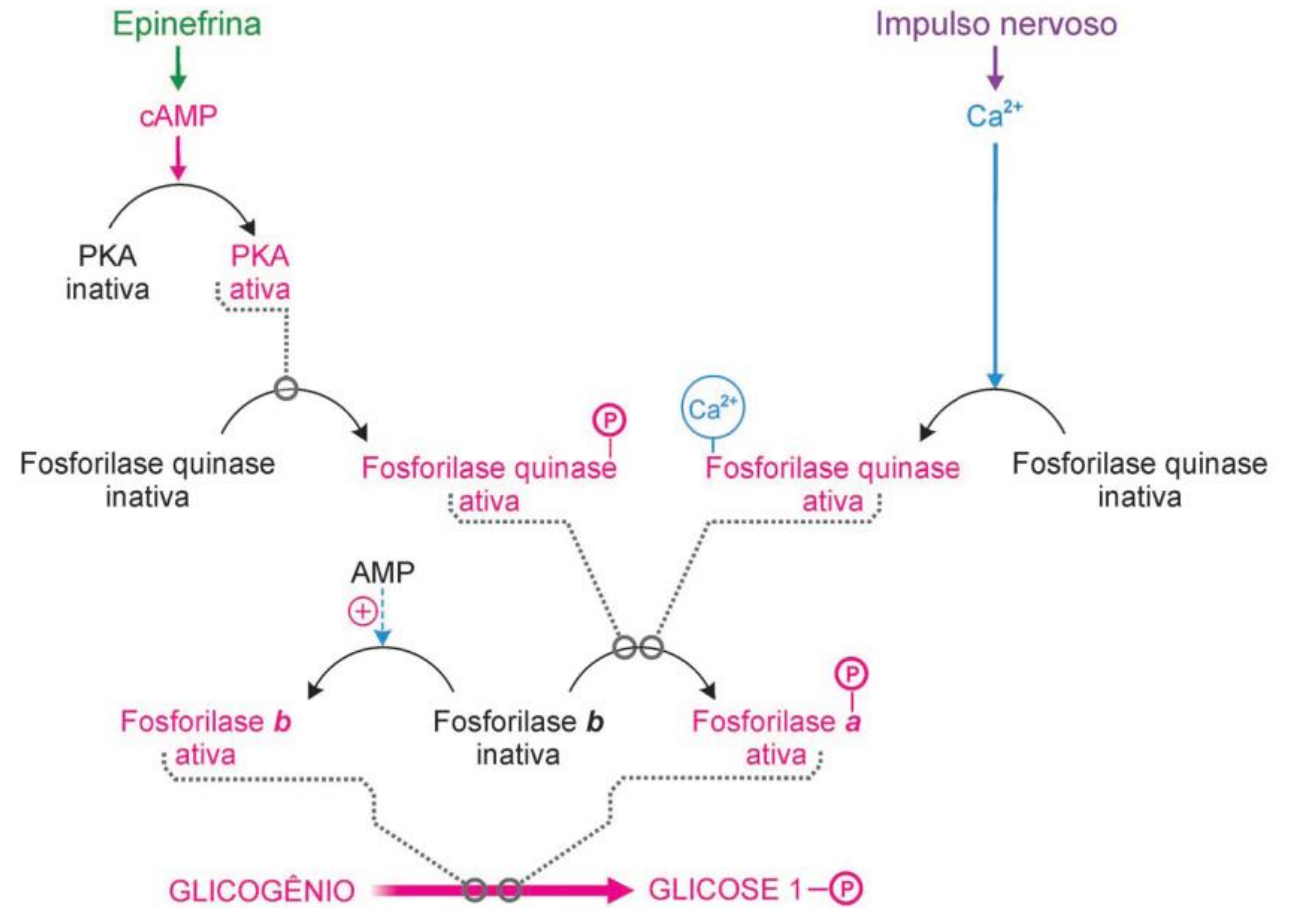 Epinefrina
Impulso nervoso
cAMP
Ca²⁺
PKA
inativa
PKA
ativa
P
Ca²⁺
Fosforilase quinase
inativa
Fosforilase quinase
ativa
Fosforilase quinase
ativa
Fosforilase quinase
inativa
AMP
+
P
Fosforilase b
ativa
Fosforilase b
inativa
Fosforilase a
ativa
GLICOGÊNIO
GLICOSE 1–P